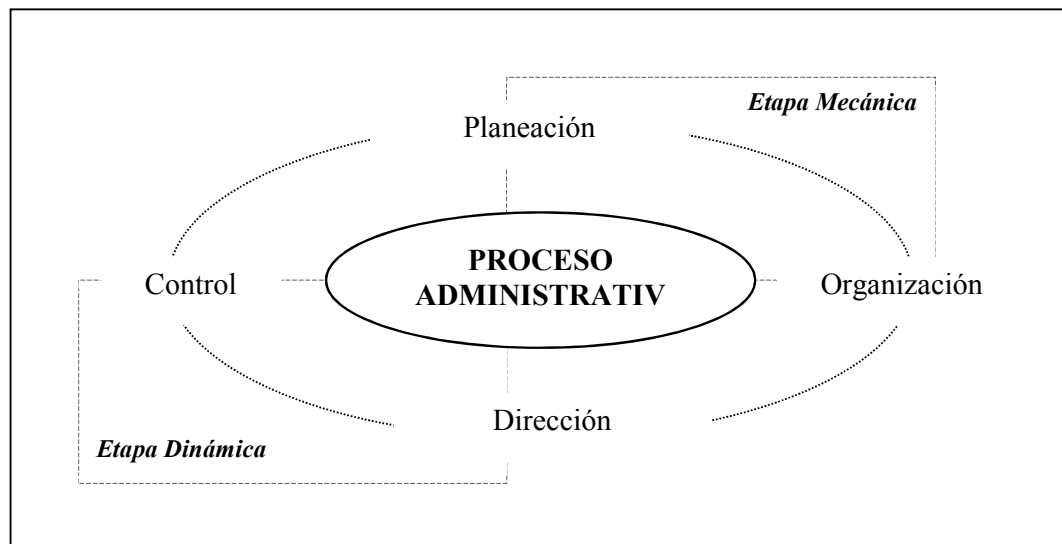 Etapa Mecánica
Planeación
PROCESO
ADMINISTRATIV
Control
Organización
Dirección
Etapa Dinámica